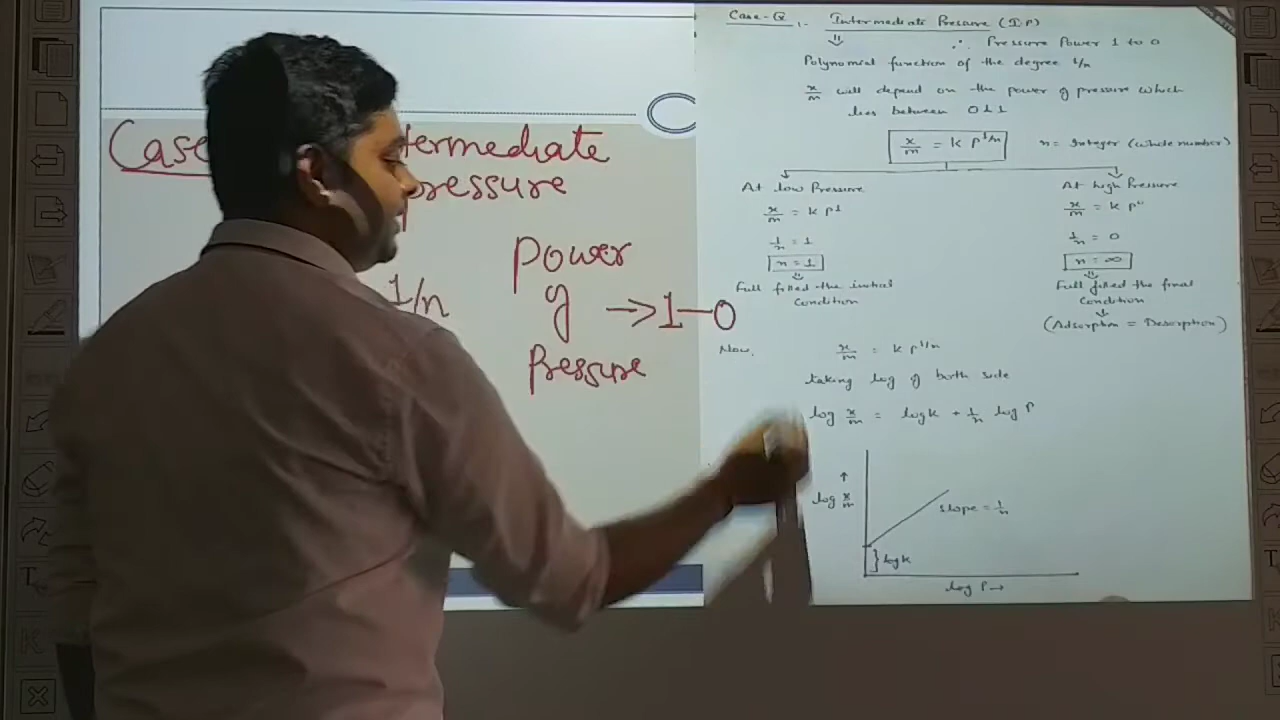 Case termediate
pressure
1/n
Power
of
Pressure
→ 1—0
Case-2,. Intermediate Pressure (I.P)
⇓ ∴ Pressure Power 1 to 0
Polynomial function of the degree 1/n
x/m will depend on the power of pressure which
lies between 0 & 1
x/m = k p^1/n n = Integer (whole number)
At low Pressure
x/m = k p^1
1/n = 1
n = 1
⇓
Full filled the initial
Condition
At high Pressure
x/m = k p^0
1/n = 0
n = ∞
⇓
Full filled the final
Condition
↓
(Adsorption = Desorption)
Now, x/m = k p^1/n
taking log of both side
log x/m = log k + 1/n log P
↑
log x/m
slope = 1/n
} log k
log P →
T
K